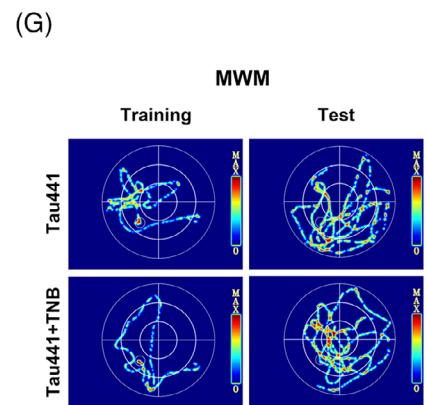 (G)
MWM
Training Test
Tau441
MAX
0
MAX
0
Tau441+TNB
MAX
0
MAX
0